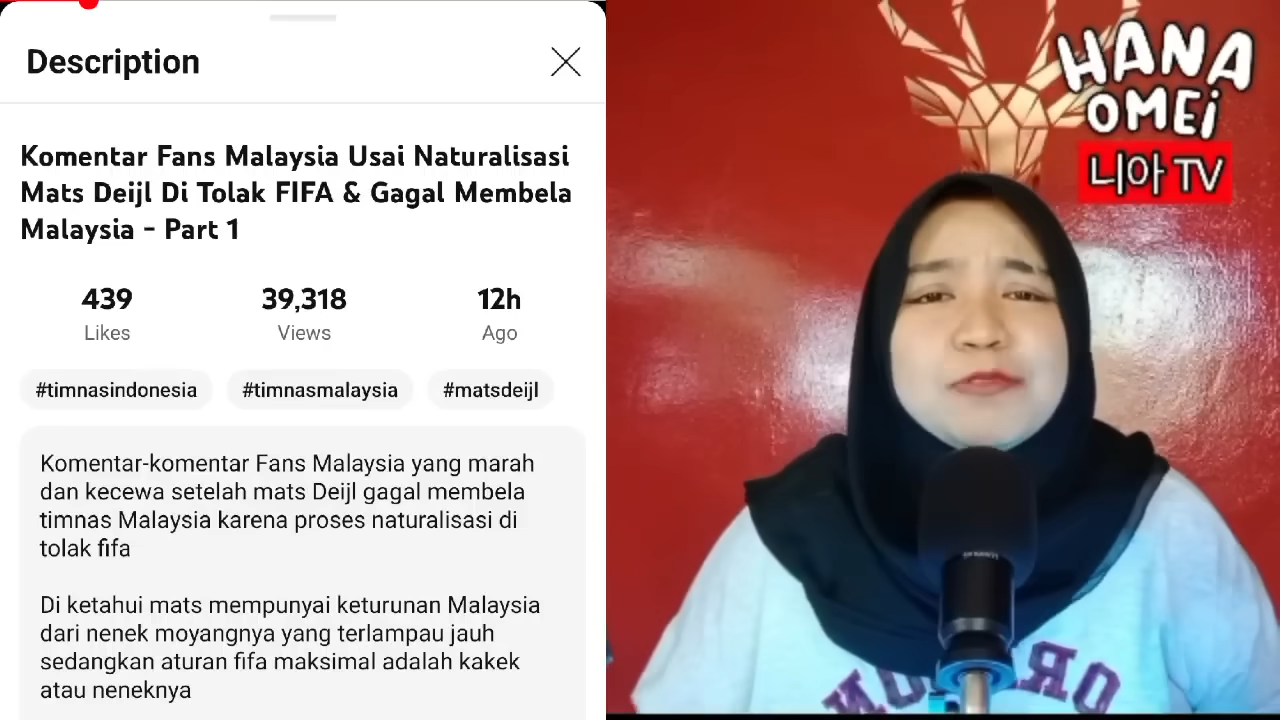 Description
Komentar Fans Malaysia Usai Naturalisasi
Mats Deijl Di Tolak FIFA & Gagal Membela
Malaysia - Part 1
439
Likes
39,318
Views
12h
Ago
#timnasindonesia
#timnasmalaysia
#matsdeijl
Komentar-komentar Fans Malaysia yang marah
dan kecewa setelah mats Deijl gagal membela
timnas Malaysia karena proses naturalisasi di
tolak fifa
Di ketahui mats mempunyai keturunan Malaysia
dari nenek moyangnya yang terlampau jauh
sedangkan aturan fifa maksimal adalah kakek
atau neneknya
HANA
OMEi
니아 TV